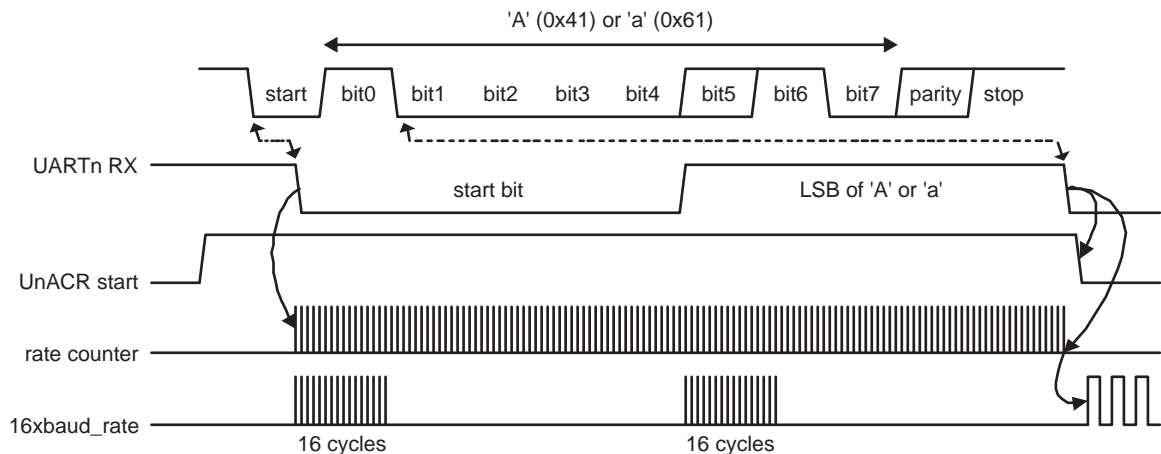 'A' (0x41) or 'a' (0x61)
start bit0 bit1 bit2 bit3 bit4 bit5 bit6 bit7 parity stop
UARTn RX
start bit LSB of 'A' or 'a'
UnACR start
rate counter
16xbaud_rate
16 cycles 16 cycles